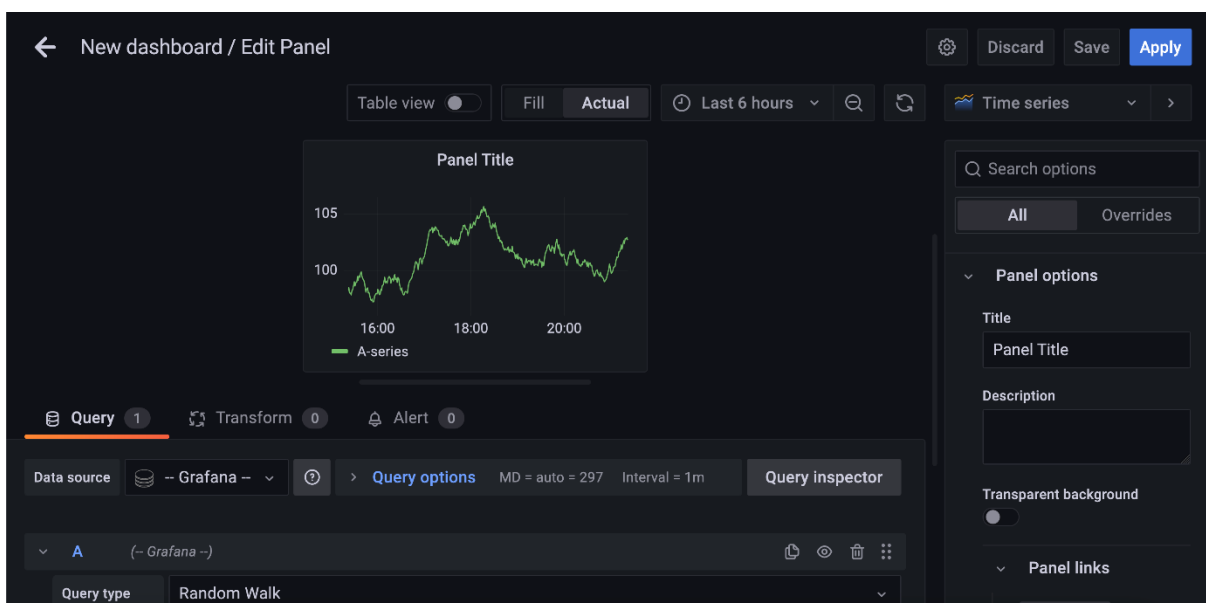 New dashboard / Edit Panel
Discard Save Apply
Table view Fill Actual Last 6 hours Time series
Panel Title
105
100
16:00 18:00 20:00
A-series
Search options
All Overrides
Panel options
Title
Panel Title
Description
Transparent background
Panel links
Query 1 Transform 0 Alert 0
Data source -- Grafana -- Query options MD = auto = 297 Interval = 1m Query inspector
A (-- Grafana --)
Query type Random Walk